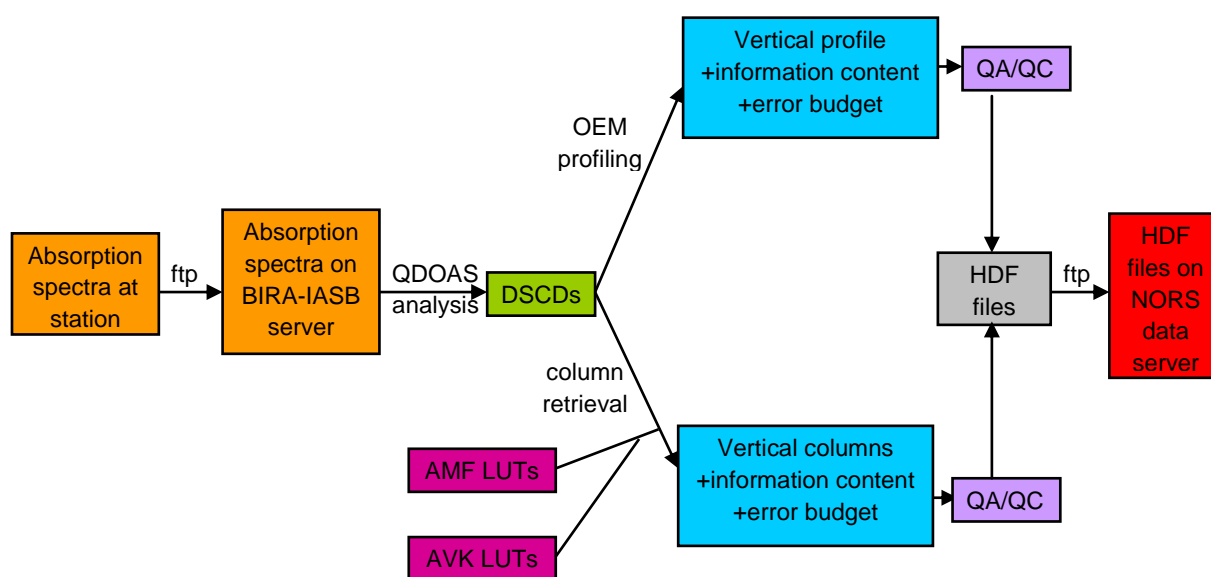 Absorption
spectra at
station
ftp
Absorption
spectra on
BIRA-IASB
server
QDOAS
analysis
DSCDs
OEM
profiling
Vertical profile
+information content
+error budget
QA/QC
column
retrieval
AMF LUTs
AVK LUTs
Vertical columns
+information content
+error budget
QA/QC
HDF
files
ftp
HDF
files on
NORS
data
server